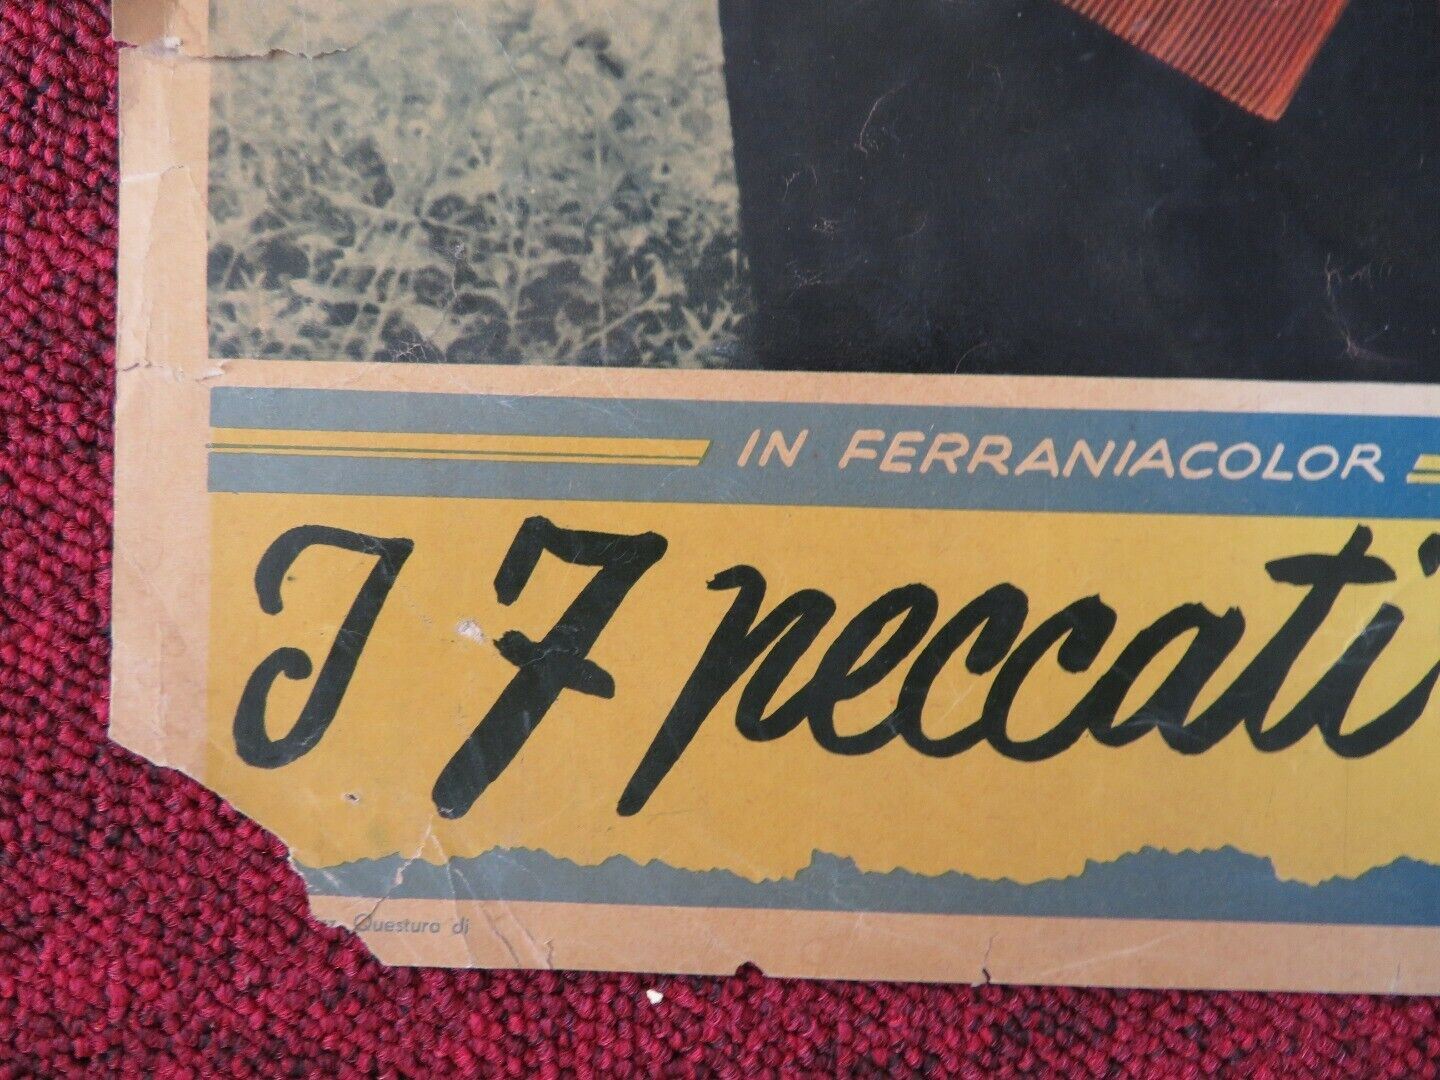 IN FERRANIACOLOR
I 7 peccati
Questura di